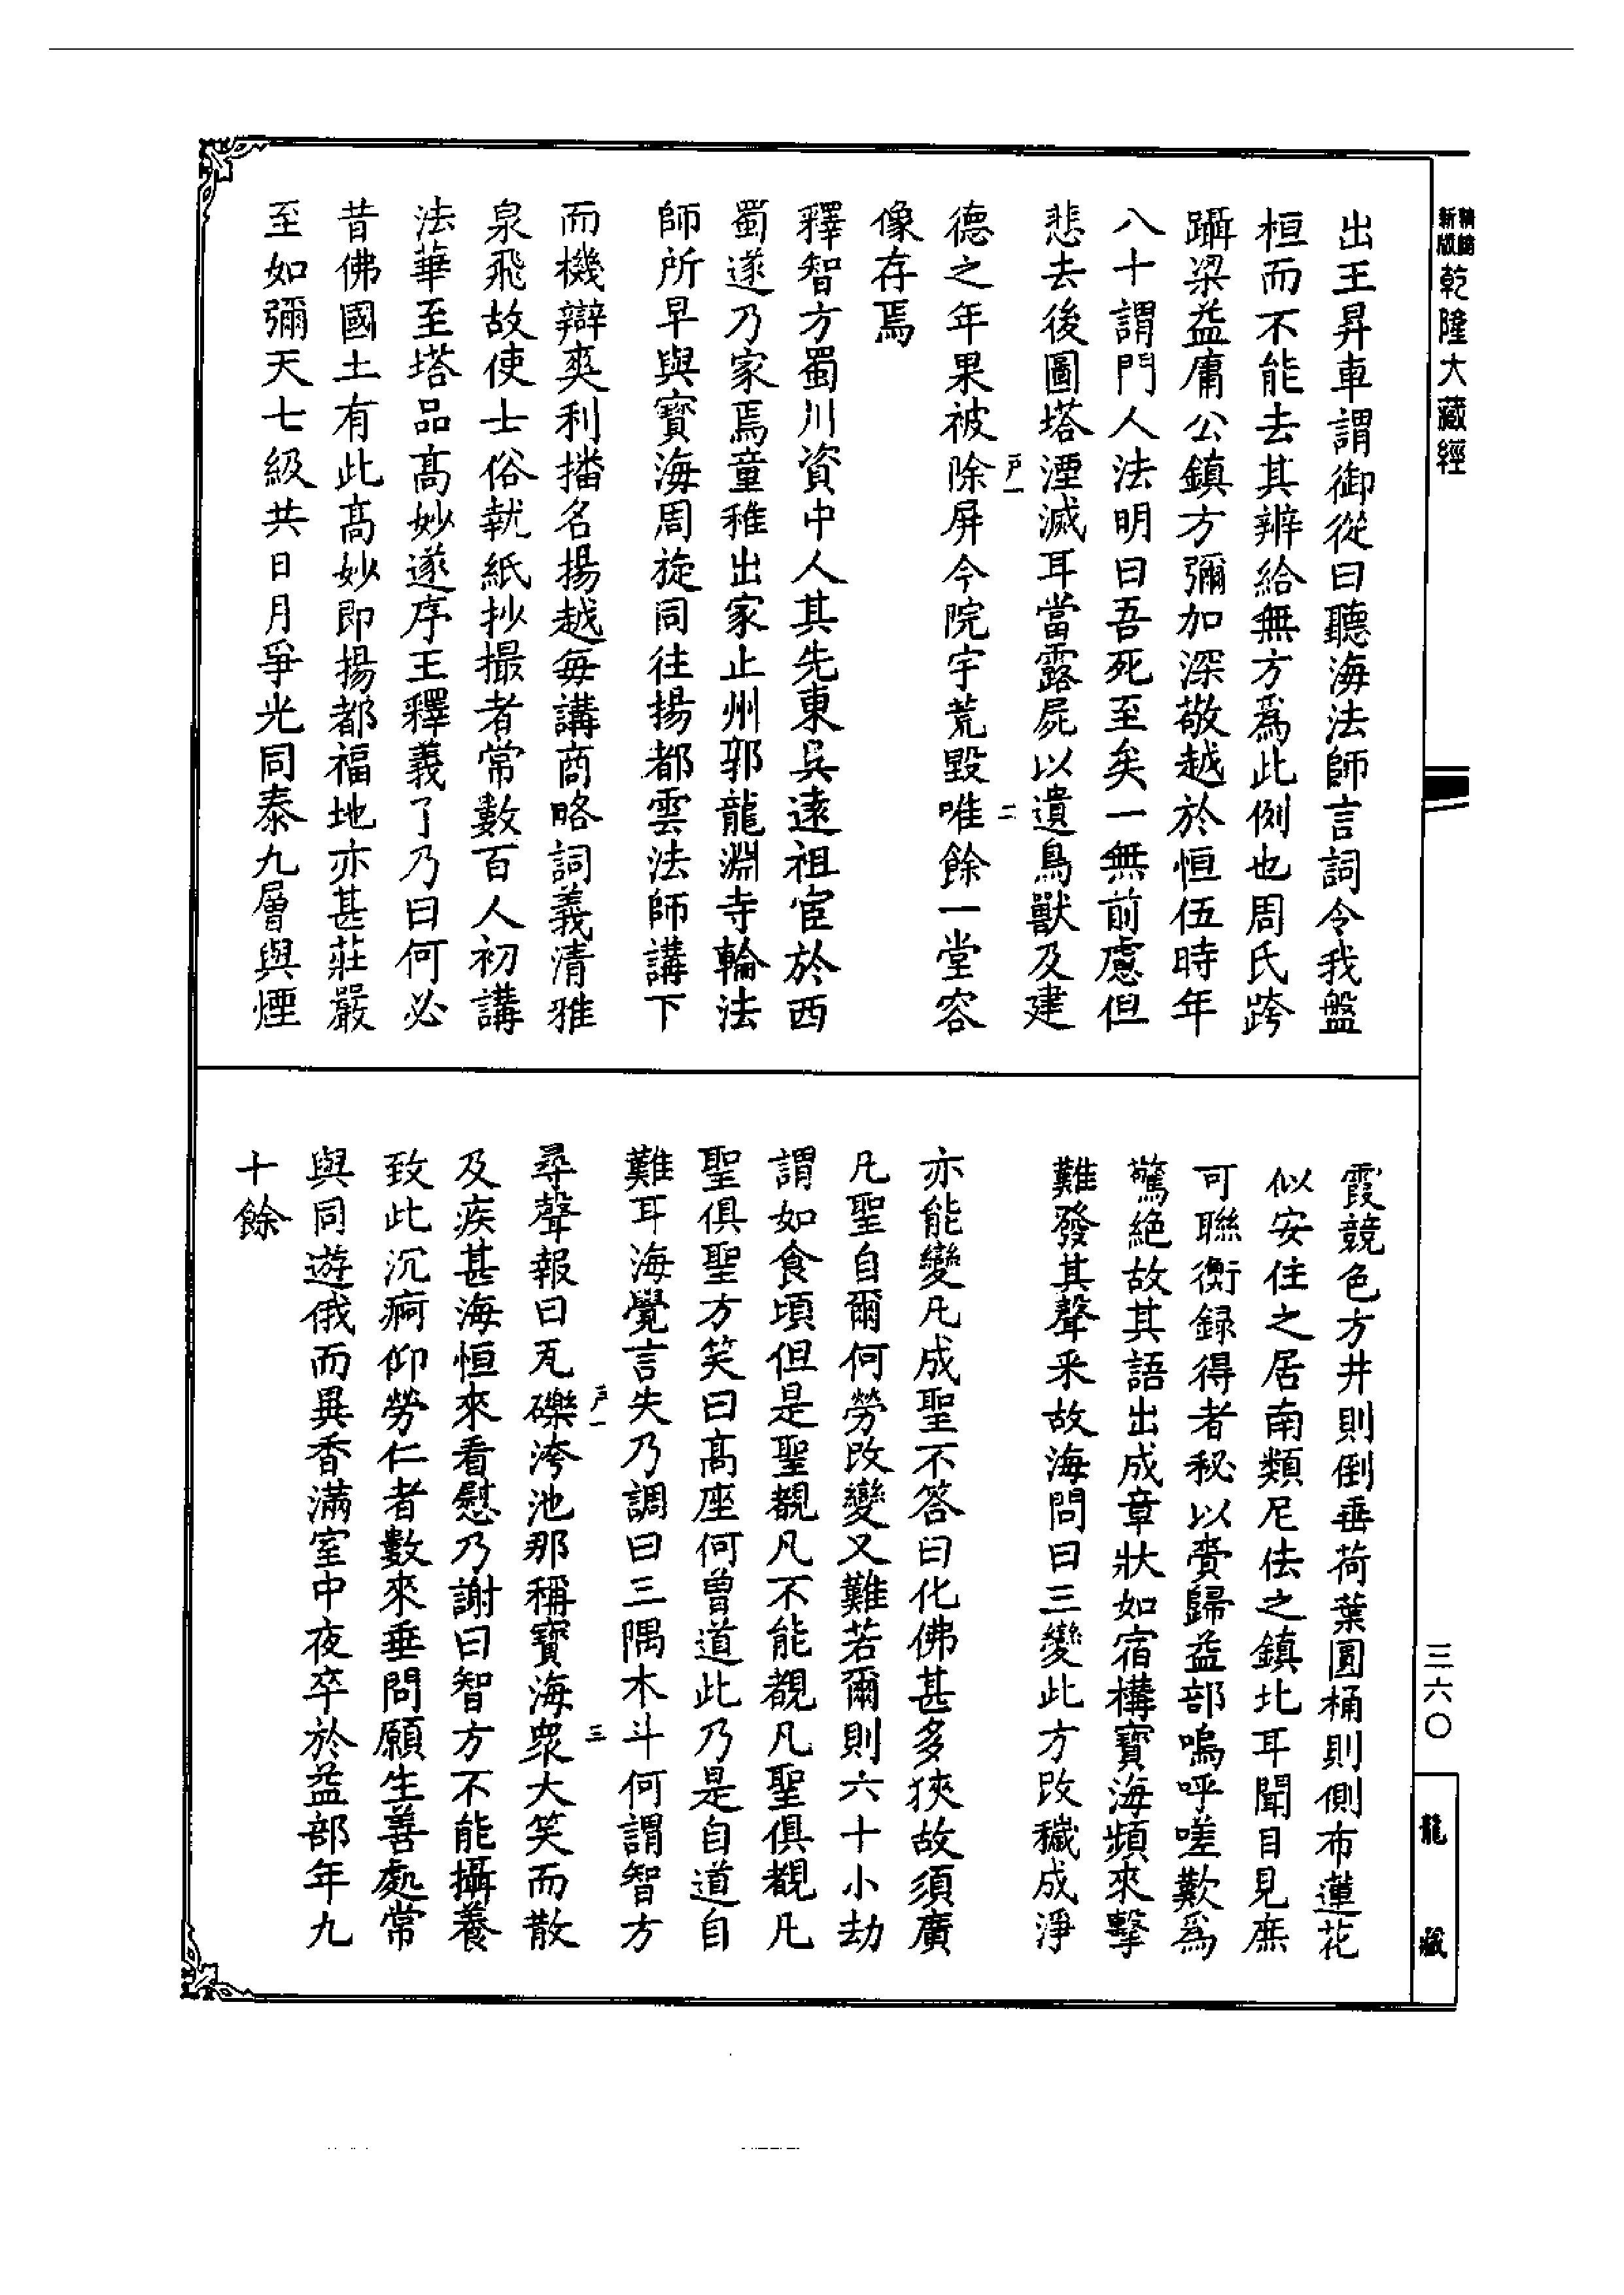 精縮新版乾隆大藏經
出王昇車謂御從曰聽海法師言詞令我盤
桓而不能去其辨給無方為此例也周氏跨
躡梁益庸公鎮方彌加深敬越於恒伍時年
八十謂門人法明曰吾死至矣一無前慮但
悲去後圖塔湮滅耳當露屍以遺鳥獸及建
戸一
二
德之年果被除屏今院宇荒毀唯餘一堂容
像存焉
釋智方蜀川資中人其先東吳遠祖宦於西
蜀遂乃家焉童稚出家止州郭龍淵寺輪法
師所早與寶海周旋同往揚都雲法師講下
而機辯爽利播名揚越每講商略詞義清雅
泉飛故使士俗執紙抄撮者常數百人初講
法華至塔品高妙遂序王釋義了乃曰何必
昔佛國土有此高妙即揚都福地亦甚莊嚴
至如彌天七級共日月爭光同泰九層與煙
霞競色方井則倒垂荷葉圓桶則側布蓮花
似安住之居南類尼佉之鎮北耳聞目見庶
可聯衡録得者秘以賷歸益部嗚呼嗟歎為
驚絕故其語出成章狀如宿構寶海頻來擊
難發其聲釆故海問曰三變此方改穢成淨
亦能變凡成聖不答曰化佛甚多狹故須廣
凡聖自爾何勞改變又難若爾則六十小劫
謂如食頃但是聖覩凡不能覩凡聖俱覩凡
聖俱聖方笑曰高座何曾道此乃是自道自
難耳海覺言失乃調曰三隅木斗何謂智方
戸一
三
尋聲報曰瓦礫洿池那稱寶海衆大笑而散
及疾甚海恒來看慰乃謝曰智方不能攝養
致此沉痾仰勞仁者數來垂問願生善處常
與同遊俄而異香滿室中夜卒於益部年九
十餘
三六〇
龍藏